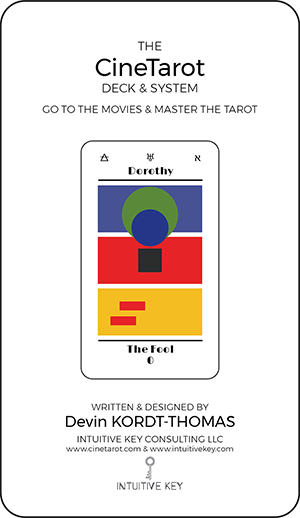 THE
CineTarot
DECK & SYSTEM
GO TO THE MOVIES & MASTER THE TAROT
🜁 ♅ א
Dorothy
The Fool
0
WRITTEN & DESIGNED BY
Devin KORDT-THOMAS
INTUITIVE KEY CONSULTING LLC
www.cinetarot.com & www.intuitivekey.com
INTUITIVE KEY